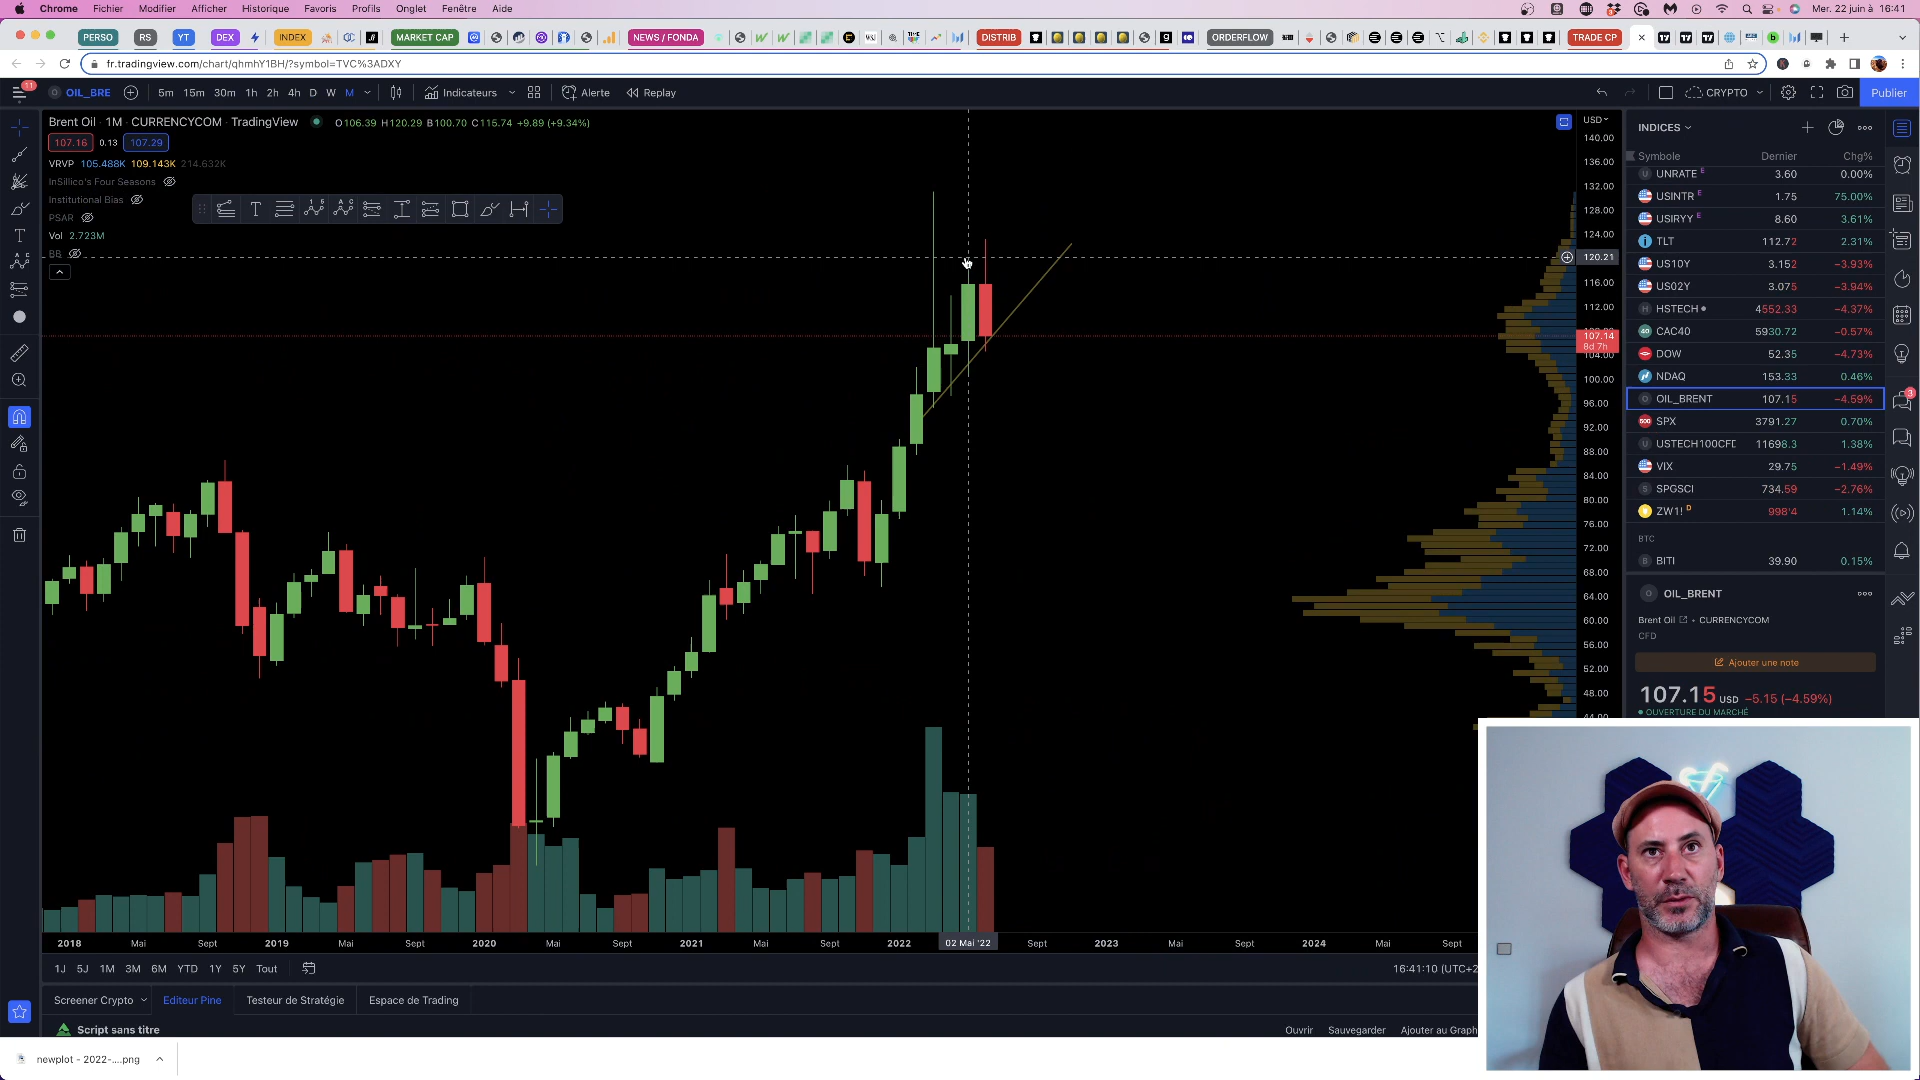 Chrome Fichier Modifier Afficher Historique Favoris Profils Onglet Fenêtre Aide Mer. 22 juin à 16:41
PERSO RS YT DEX INDEX MARKET CAP NEWS / FONDA DISTRIB ORDERFLOW TRADE CP
fr.tradingview.com/chart/qhmhY1BH/?symbol=TVC%3ADXY
11 OIL_BRE 5m 15m 30m 1h 2h 4h D W M Indicateurs Alerte Replay CRYPTO Publier
Brent Oil · 1M · CURRENCYCOM · TradingView O106.39 H120.29 B100.70 C115.74 +9.89 (+9.34%)
107.16 0.13 107.29
VRVP 105.488K 109.143K 214.632K
InSillico's Four Seasons
Institutional Bias
PSAR
Vol 2.723M
BB
USD
140.00
136.00
132.00
128.00
124.00
120.21
116.00
112.00
107.14
8d 7h
104.00
100.00
96.00
92.00
88.00
84.00
80.00
76.00
72.00
68.00
64.00
60.00
56.00
52.00
48.00
44.00
INDICES
Symbole Dernier Chg%
UNRATE E 3.60 0.00%
USINTR E 1.75 75.00%
USIRYY E 8.60 3.61%
TLT 112.72 2.31%
US10Y 3.152 −3.93%
US02Y 3.075 −3.94%
HSTECH 4552.33 −4.37%
CAC40 5930.72 −0.57%
DOW 52.35 −4.73%
NDAQ 153.33 0.46%
OIL_BRENT 107.15 −4.59%
SPX 3791.27 0.70%
USTECH100CFD 11698.3 1.38%
VIX 29.75 −1.49%
SPGSCI 734.59 −2.76%
ZW1! D 998'4 1.14%
BTC
BITI 39.90 0.15%
OIL_BRENT
Brent Oil • CURRENCYCOM
CFD
Ajouter une note
107.15 USD −5.15 (−4.59%)
OUVERTURE DU MARCHÉ
3
2018 Mai Sept 2019 Mai Sept 2020 Mai Sept 2021 Mai Sept 2022 02 Mai '22 Sept 2023 Mai Sept 2024 Mai Sept
1J 5J 1M 3M 6M YTD 1Y 5Y Tout 16:41:10 (UTC+2
Screener Crypto Editeur Pine Testeur de Stratégie Espace de Trading
Script sans titre Ouvrir Sauvegarder Ajouter au Graph
newplot - 2022-....png